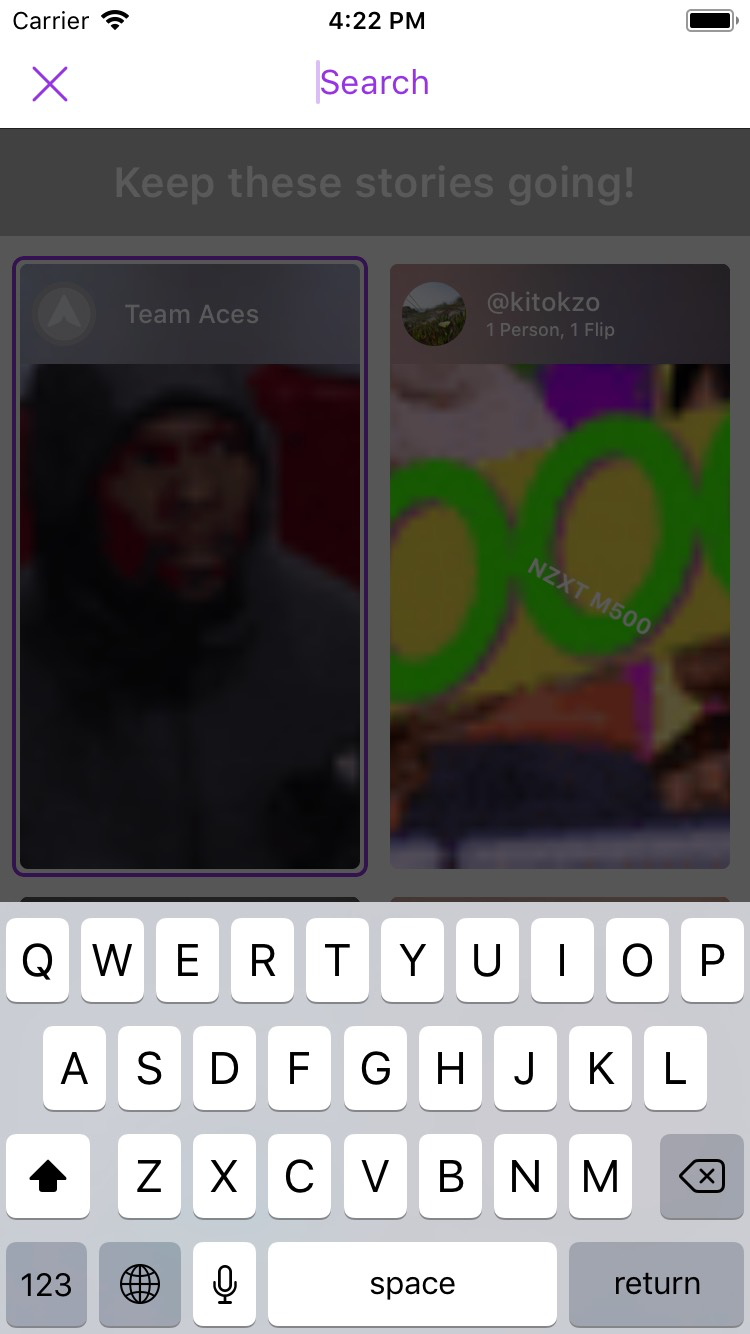 Carrier 4:22 PM
Search
Keep these stories going!
Team Aces
@kitokzo
1 Person, 1 Flip
NZXT M500
Q W E R T Y U I O P
A S D F G H J K L
Z X C V B N M
123 space return